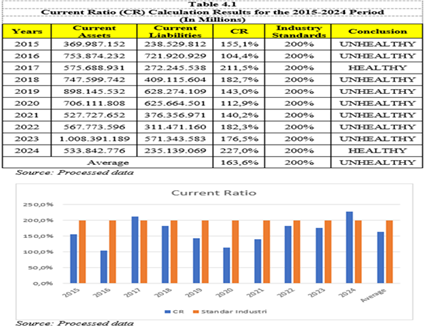 Table 4.1
Current Ratio (CR) Calculation Results for the 2015-2024 Period
(In Millions)
Years Current Assets Current Liabilities CR Industry Standards Conclusion
2015 369.987.152 238.529.812 155,1% 200% UNHEALTHY
2016 753.874.232 721.920.929 104,4% 200% UNHEALTHY
2017 575.688.931 272.245.538 211,5% 200% HEALTHY
2018 747.599.742 409.115.604 182,7% 200% UNHEALTHY
2019 898.145.532 628.274.109 143,0% 200% UNHEALTHY
2020 706.111.808 625.664.501 112,9% 200% UNHEALTHY
2021 527.727.652 376.356.971 140,2% 200% UNHEALTHY
2022 567.773.596 311.471.160 182,3% 200% UNHEALTHY
2023 1.008.391.189 571.343.583 176,5% 200% UNHEALTHY
2024 533.842.776 235.139.069 227,0% 200% HEALTHY
Average 163,6% 200% UNHEALTHY
Source: Processed data
Current Ratio
250,0%
200,0%
150,0%
100,0%
50,0%
0,0%
2015 2016 2017 2018 2019 2020 2021 2022 2023 2024 Average
CR Standar Industri
Source: Processed data